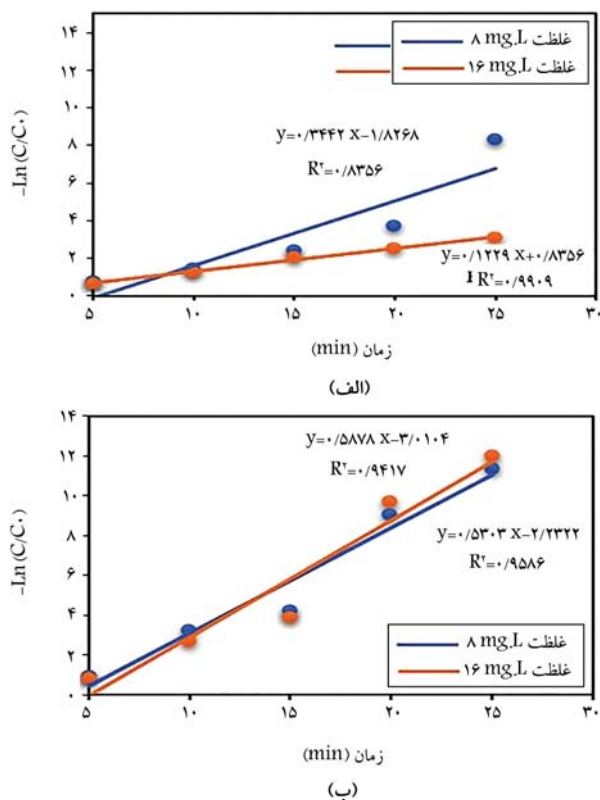 ۱۴
۱۲
۱۰
۸
۶
۴
۲
۰
−Ln (C/C۰)
غلظت ۸ mg.L
غلظت ۱۶ mg.L
y=۰/۳۴۴۲ x−۱/۸۲۶۸
R۲=۰/۸۳۵۶
y=۰/۱۲۲۹ x+۰/۸۳۵۶
R۲=۰/۹۹۰۹
۵ ۱۰ ۱۵ ۲۰ ۲۵ ۳۰
زمان (min)
(الف)
۱۴
۱۲
۱۰
۸
۶
۴
۲
۰
−Ln (C/C۰)
y=۰/۵۸۷۸ x−۳/۰۱۰۴
R۲=۰/۹۴۱۷
y=۰/۵۳۰۳ x−۲/۲۳۲۲
R۲=۰/۹۵۸۶
غلظت ۸ mg.L
غلظت ۱۶ mg.L
۵ ۱۰ ۱۵ ۲۰ ۲۵ ۳۰
زمان (min)
(ب)